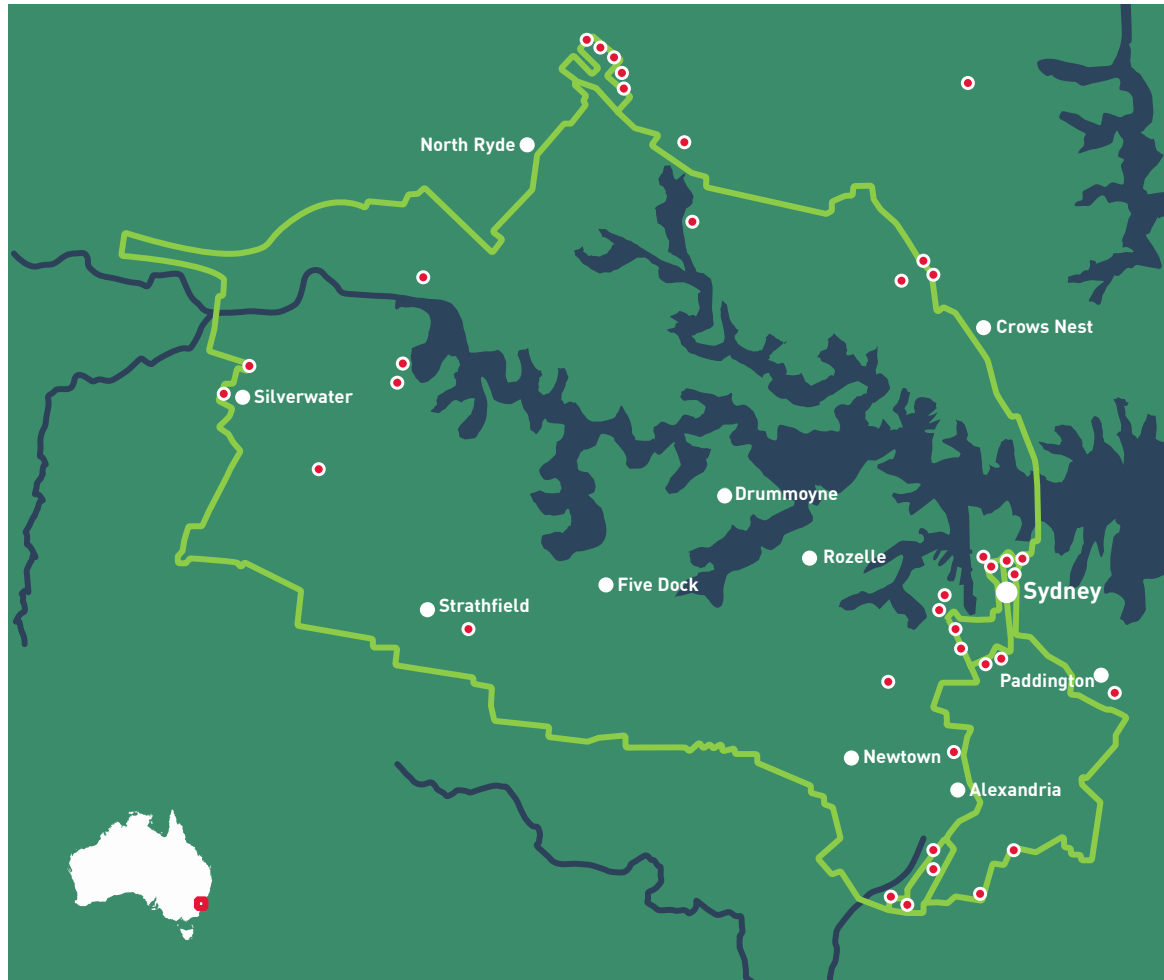 North Ryde
Crows Nest
Silverwater
Drummoyne
Rozelle
Five Dock
Sydney
Strathfield
Paddington
Newtown
Alexandria